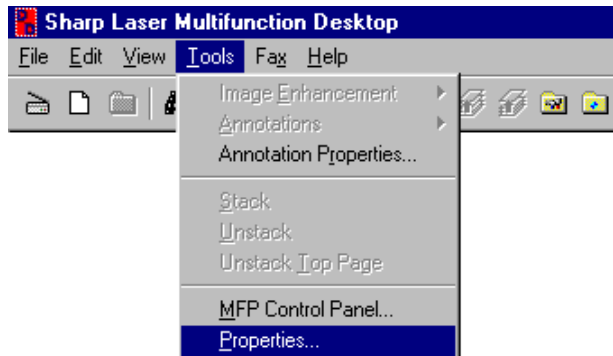 Sharp Laser Multifunction Desktop
File Edit View Tools Fax Help
Image Enhancement
Annotations
Annotation Properties...
Stack
Unstack
Unstack Top Page
MFP Control Panel...
Properties...